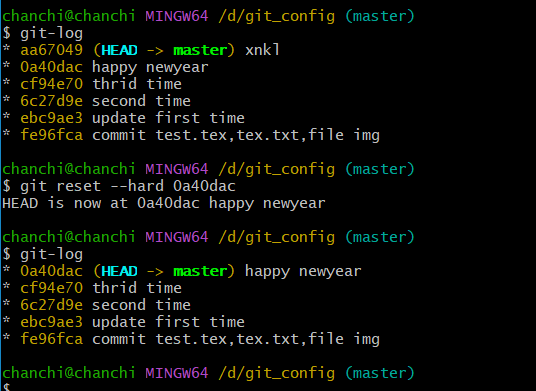 chanchi@chanchi MINGW64 /d/git_config (master)
$ git-log
* aa67049 (HEAD -> master) xnkl
* 0a40dac happy newyear
* cf94e70 thrid time
* 6c27d9e second time
* ebc9ae3 update first time
* fe96fca commit test.tex,tex.txt,file img
chanchi@chanchi MINGW64 /d/git_config (master)
$ git reset --hard 0a40dac
HEAD is now at 0a40dac happy newyear
chanchi@chanchi MINGW64 /d/git_config (master)
$ git-log
* 0a40dac (HEAD -> master) happy newyear
* cf94e70 thrid time
* 6c27d9e second time
* ebc9ae3 update first time
* fe96fca commit test.tex,tex.txt,file img
chanchi@chanchi MINGW64 /d/git_config (master)
$